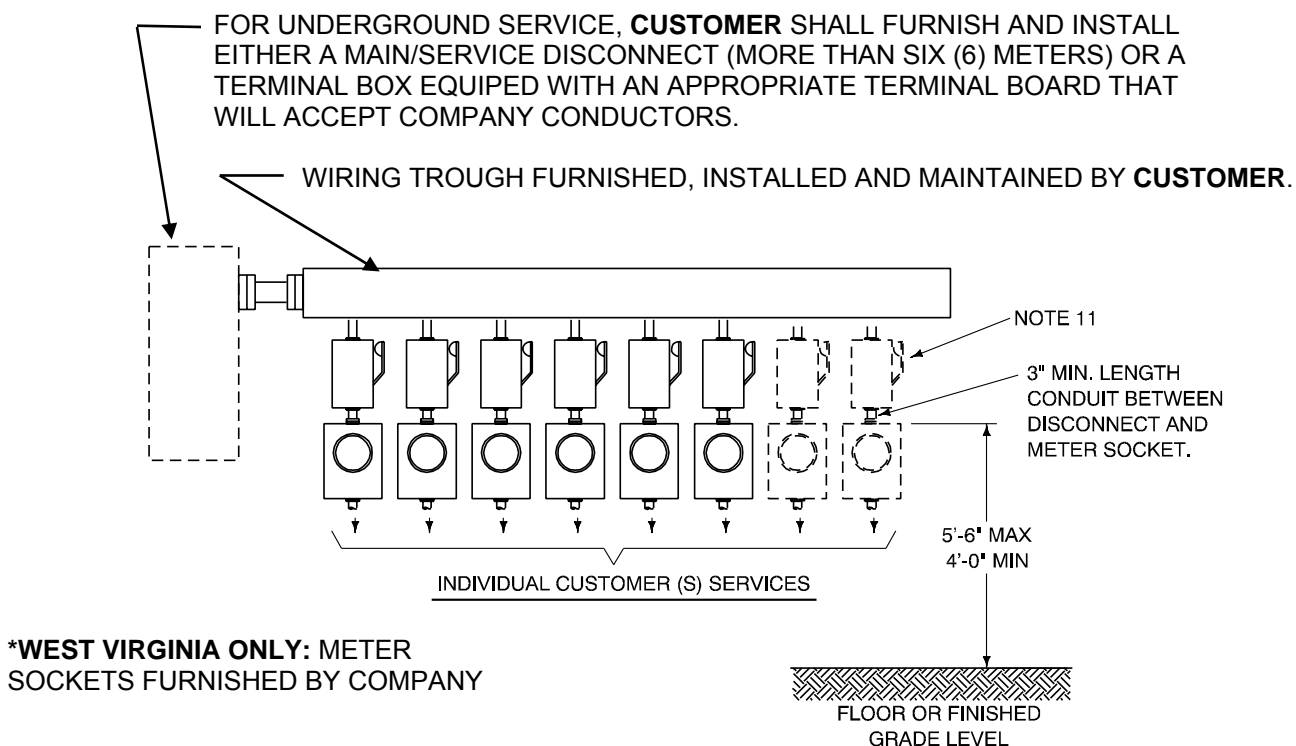 FOR UNDERGROUND SERVICE, CUSTOMER SHALL FURNISH AND INSTALL
EITHER A MAIN/SERVICE DISCONNECT (MORE THAN SIX (6) METERS) OR A
TERMINAL BOX EQUIPED WITH AN APPROPRIATE TERMINAL BOARD THAT
WILL ACCEPT COMPANY CONDUCTORS.
WIRING TROUGH FURNISHED, INSTALLED AND MAINTAINED BY CUSTOMER.
NOTE 11
3" MIN. LENGTH
CONDUIT BETWEEN
DISCONNECT AND
METER SOCKET.
5'-6" MAX
4'-0" MIN
INDIVIDUAL CUSTOMER (S) SERVICES
*WEST VIRGINIA ONLY: METER
SOCKETS FURNISHED BY COMPANY
FLOOR OR FINISHED
GRADE LEVEL